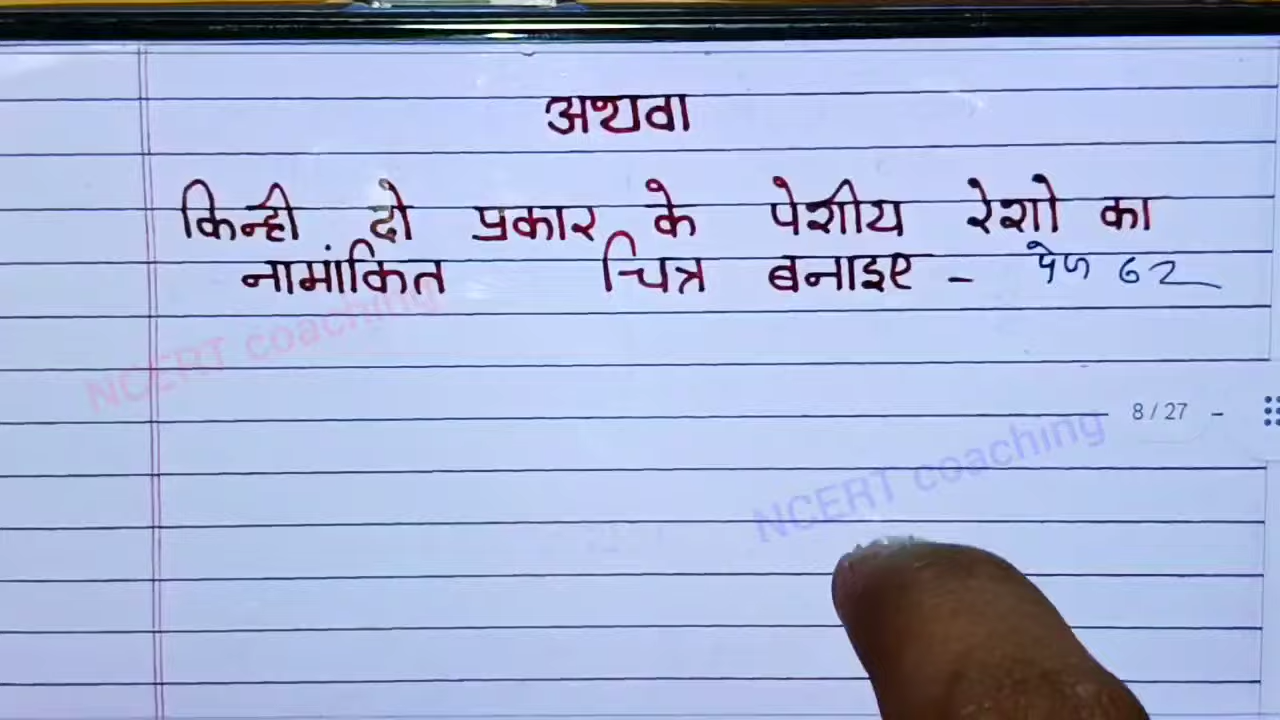 अथवा
किन्ही दो प्रकार के पेशीय रेशो का
नामांकित चित्र बनाइए - पेज 62
NCERT coaching
8 / 27
NCERT coaching